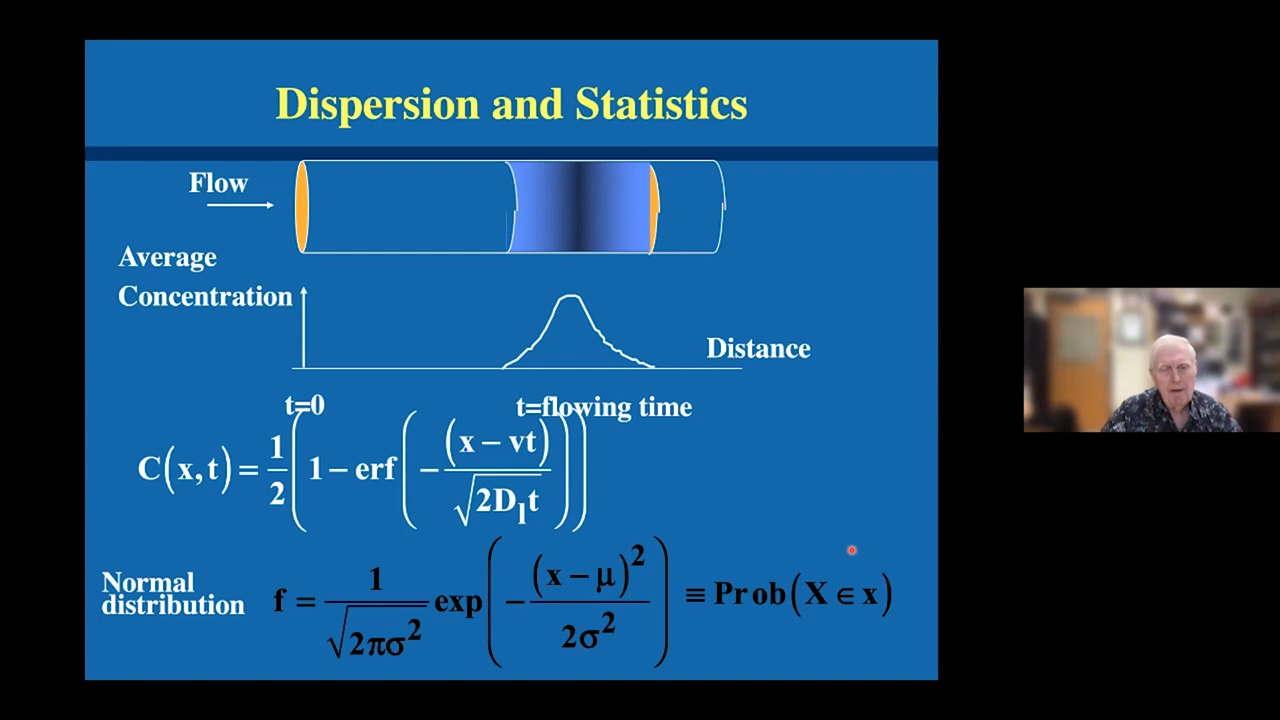 Dispersion and Statistics
Flow
Average
Concentration
Distance
t=0
t=flowing time
C(x,t) = 1/2 (1 − erf(−(x − vt)/√(2Dₗt)))
Normal
distribution
f = 1/√(2πσ²) exp(−(x − μ)²/2σ²) ≡ Prob(X ∈ x)